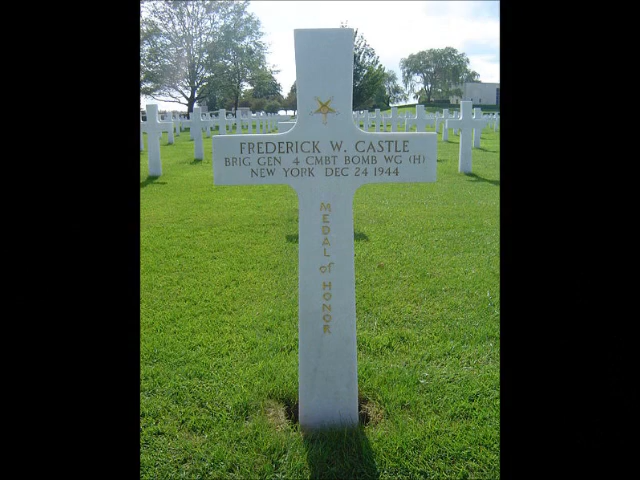 FREDERICK W. CASTLE
BRIG GEN 4 CMBT BOMB WG (H)
NEW YORK DEC 24 1944
MEDAL of HONOR